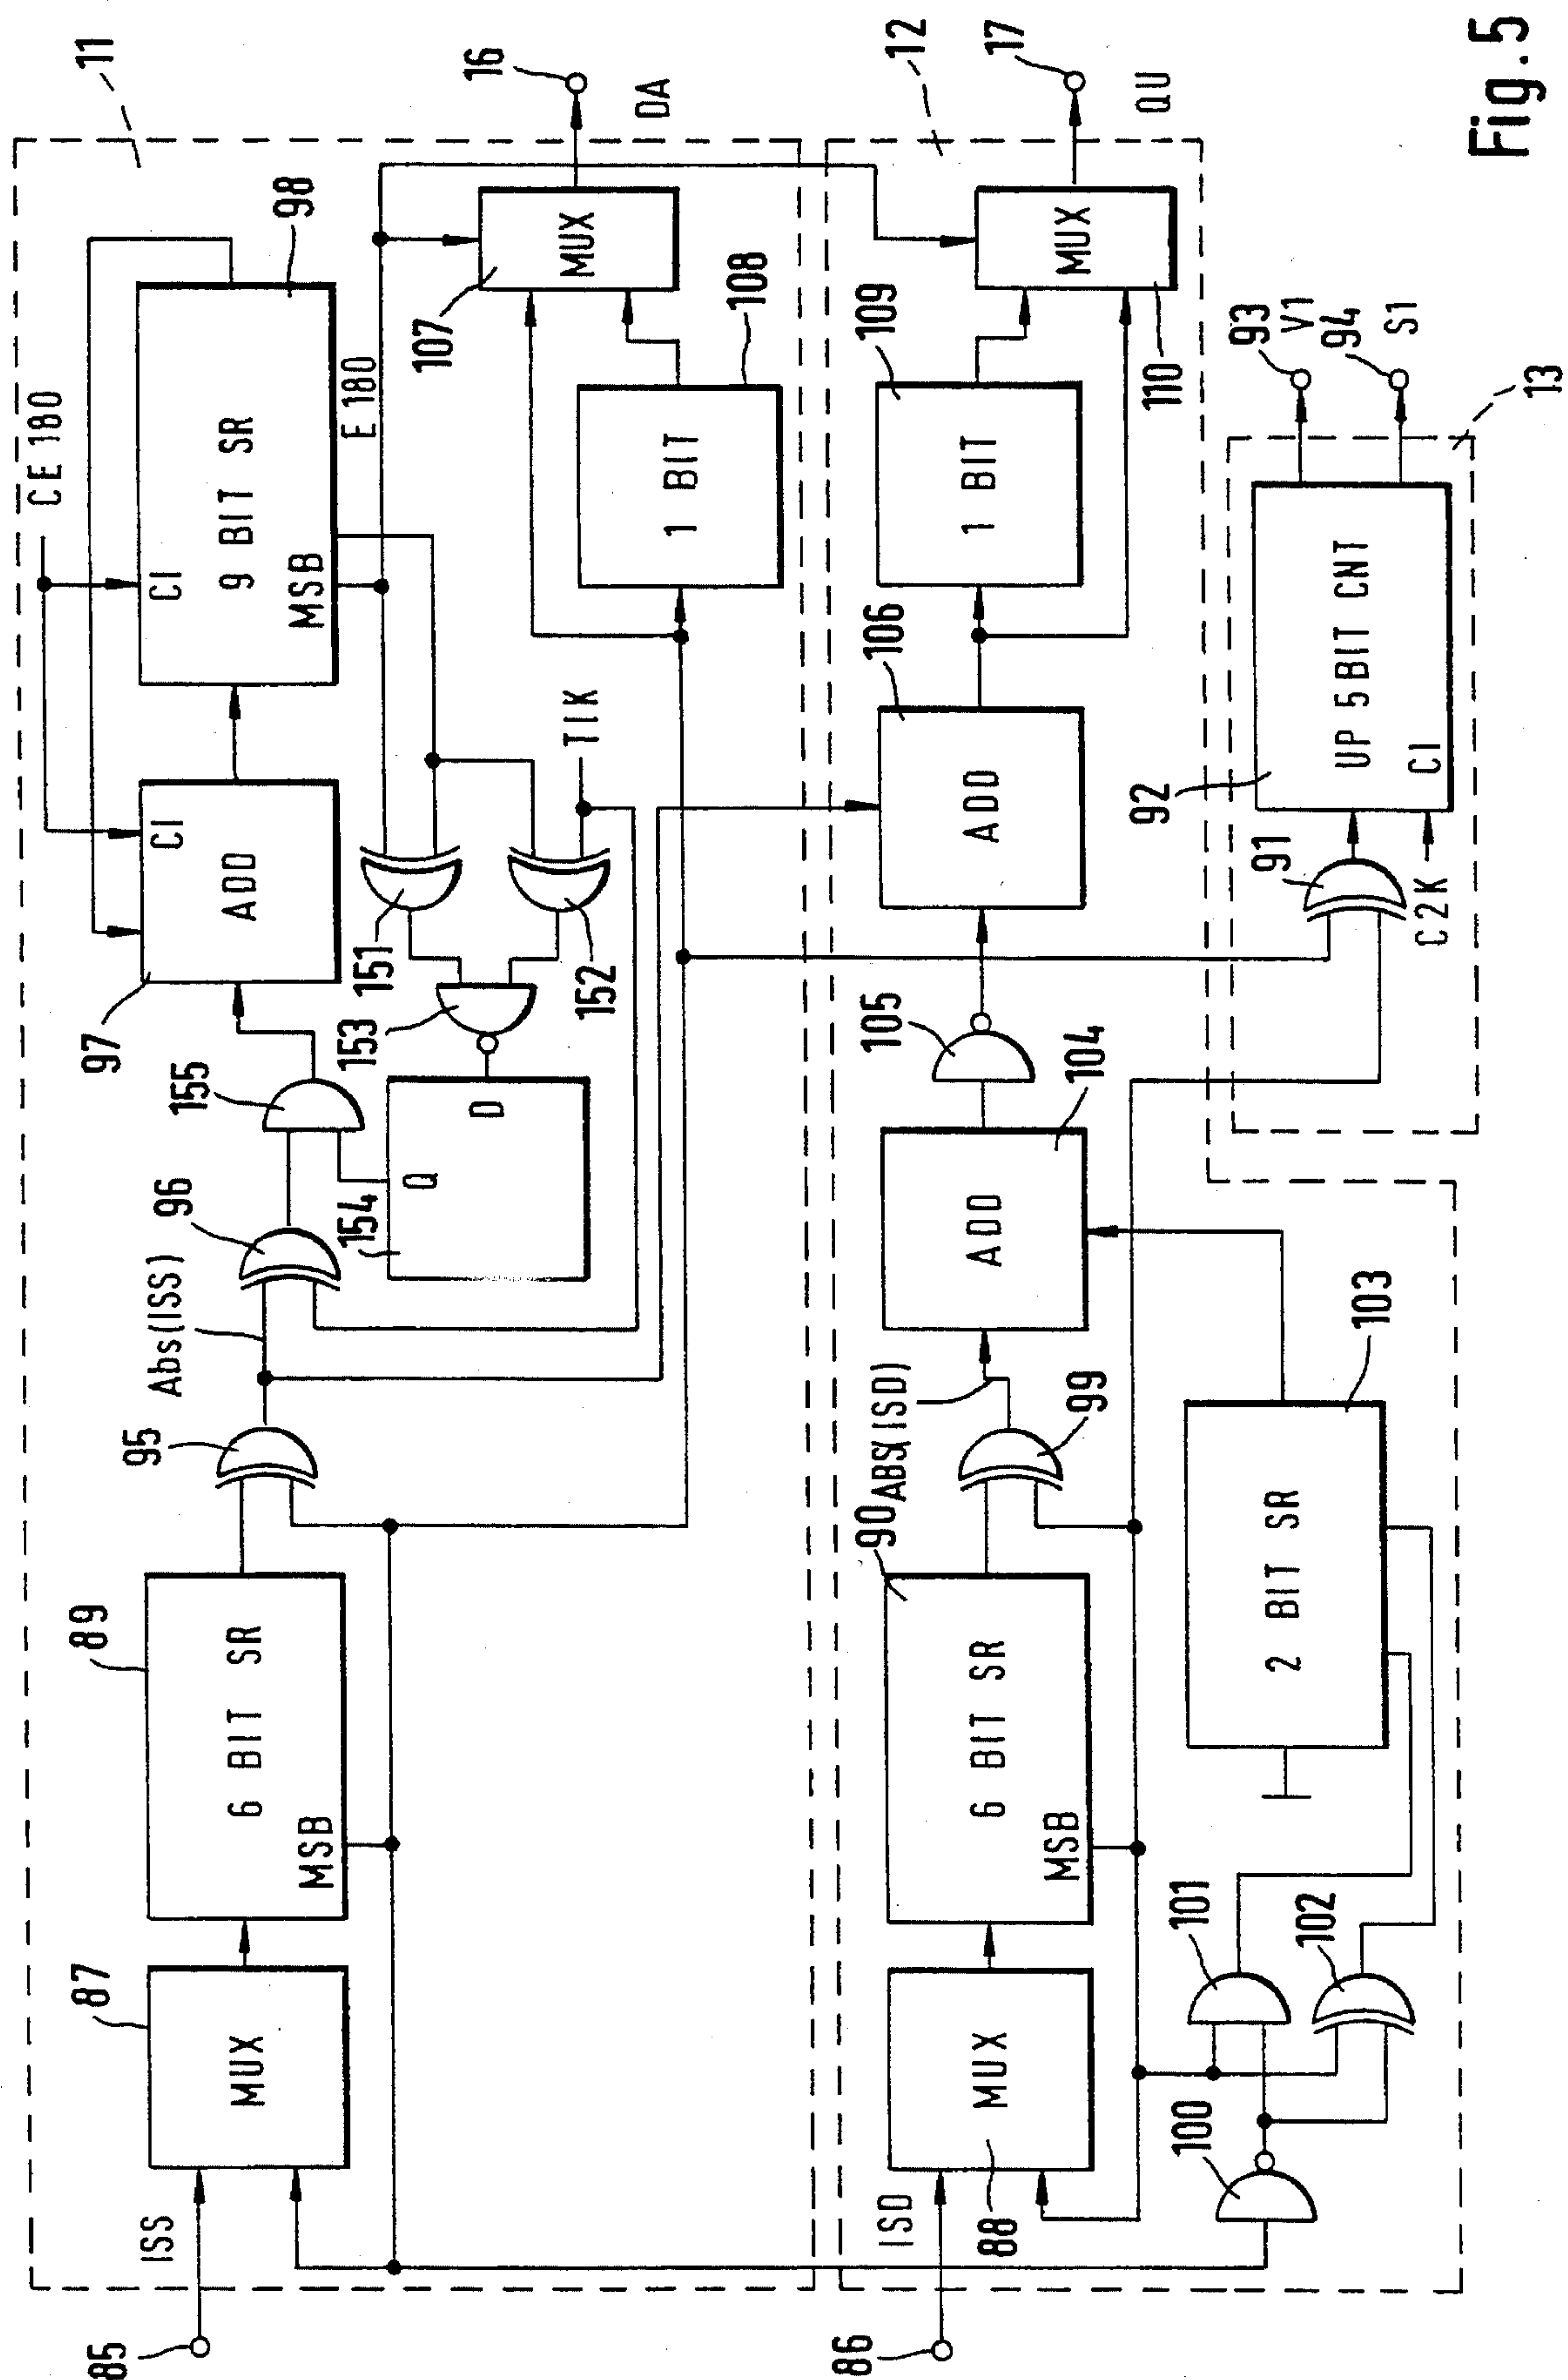 11
CE 180
16
DA
98
CI
9 BIT SR
MSB
E 180
MUX
107
1 BIT
108
97
CI
ADD
151
152
153
TIK
155
D
Q
154
96
Abs(ISS)
95
89
6 BIT SR
MSB
87
MUX
ISS
85
12
17
QU
MUX
110
109
1 BIT
106
ADD
105
104
ADD
ABS(ISD)
99
90
6 BIT SR
MSB
103
2 BIT SR
101
102
100
MUX
88
ISD
86
93
V1
94
S1
13
92
UP 5 BIT CNT
CI
91
C2K
Fig.5